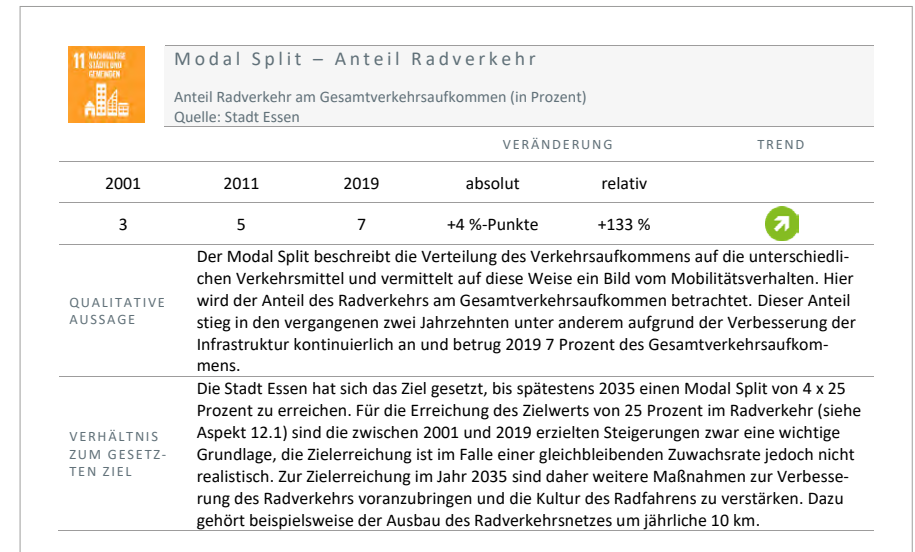 11 NACHHALTIGE
STÄDTE UND
GEMEINDEN
Modal Split – Anteil Radverkehr
Anteil Radverkehr am Gesamtverkehrsaufkommen (in Prozent)
Quelle: Stadt Essen
VERÄNDERUNG TREND
2001 2011 2019 absolut relativ
3 5 7 +4 %-Punkte +133 %
QUALITATIVE
AUSSAGE
Der Modal Split beschreibt die Verteilung des Verkehrsaufkommens auf die unterschiedli-
chen Verkehrsmittel und vermittelt auf diese Weise ein Bild vom Mobilitätsverhalten. Hier
wird der Anteil des Radverkehrs am Gesamtverkehrsaufkommen betrachtet. Dieser Anteil
stieg in den vergangenen zwei Jahrzehnten unter anderem aufgrund der Verbesserung der
Infrastruktur kontinuierlich an und betrug 2019 7 Prozent des Gesamtverkehrsaufkom-
mens.
VERHÄLTNIS
ZUM GESETZ-
TEN ZIEL
Die Stadt Essen hat sich das Ziel gesetzt, bis spätestens 2035 einen Modal Split von 4 x 25
Prozent zu erreichen. Für die Erreichung des Zielwerts von 25 Prozent im Radverkehr (siehe
Aspekt 12.1) sind die zwischen 2001 und 2019 erzielten Steigerungen zwar eine wichtige
Grundlage, die Zielerreichung ist im Falle einer gleichbleibenden Zuwachsrate jedoch nicht
realistisch. Zur Zielerreichung im Jahr 2035 sind daher weitere Maßnahmen zur Verbesse-
rung des Radverkehrs voranzubringen und die Kultur des Radfahrens zu verstärken. Dazu
gehört beispielsweise der Ausbau des Radverkehrsnetzes um jährliche 10 km.